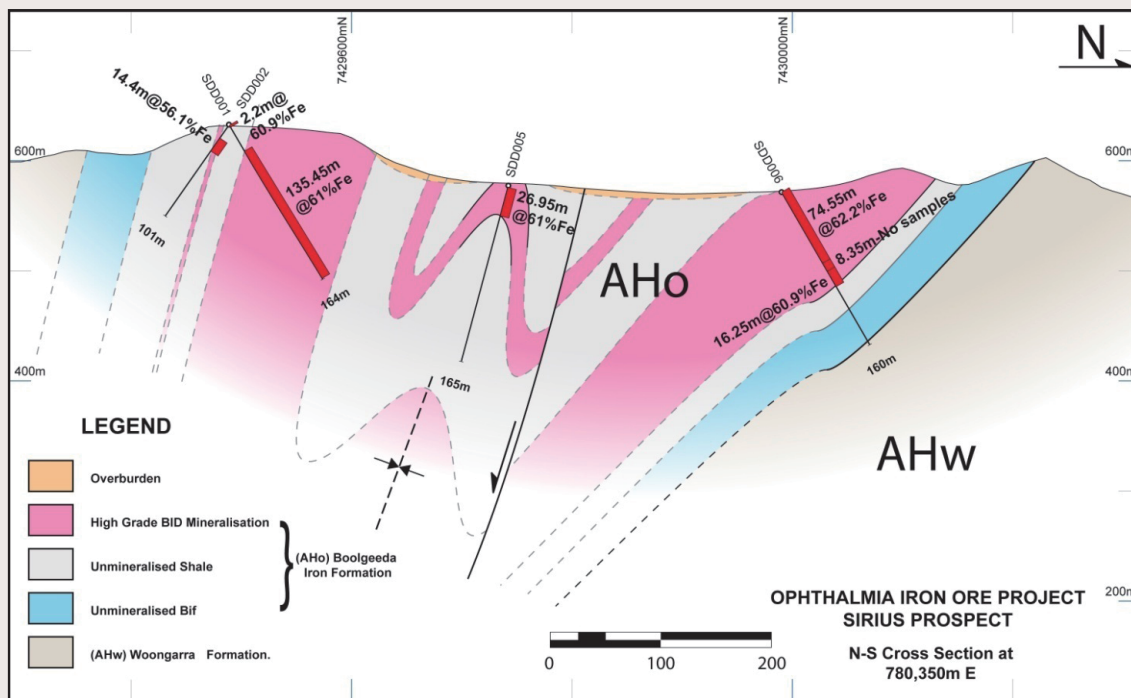 7429600mN
7430000mN
N
SDD001
SDD002
14.4m@56.1%Fe
2.2m@
60.9%Fe
600m
600m
SDD005
SDD006
135.45m
@61%Fe
26.95m
@61%Fe
74.55m
@62.2%Fe
8.35m-No samples
101m
164m
AHo
16.25m@60.9%Fe
400m
165m
160m
400m
AHw
LEGEND
Overburden
High Grade BID Mineralisation
Unmineralised Shale
(AHo) Boolgeeda
Iron Formation
Unmineralised Bif
(AHw) Woongarra Formation.
200m
OPHTHALMIA IRON ORE PROJECT
SIRIUS PROSPECT
N-S Cross Section at
780,350m E
0 100 200